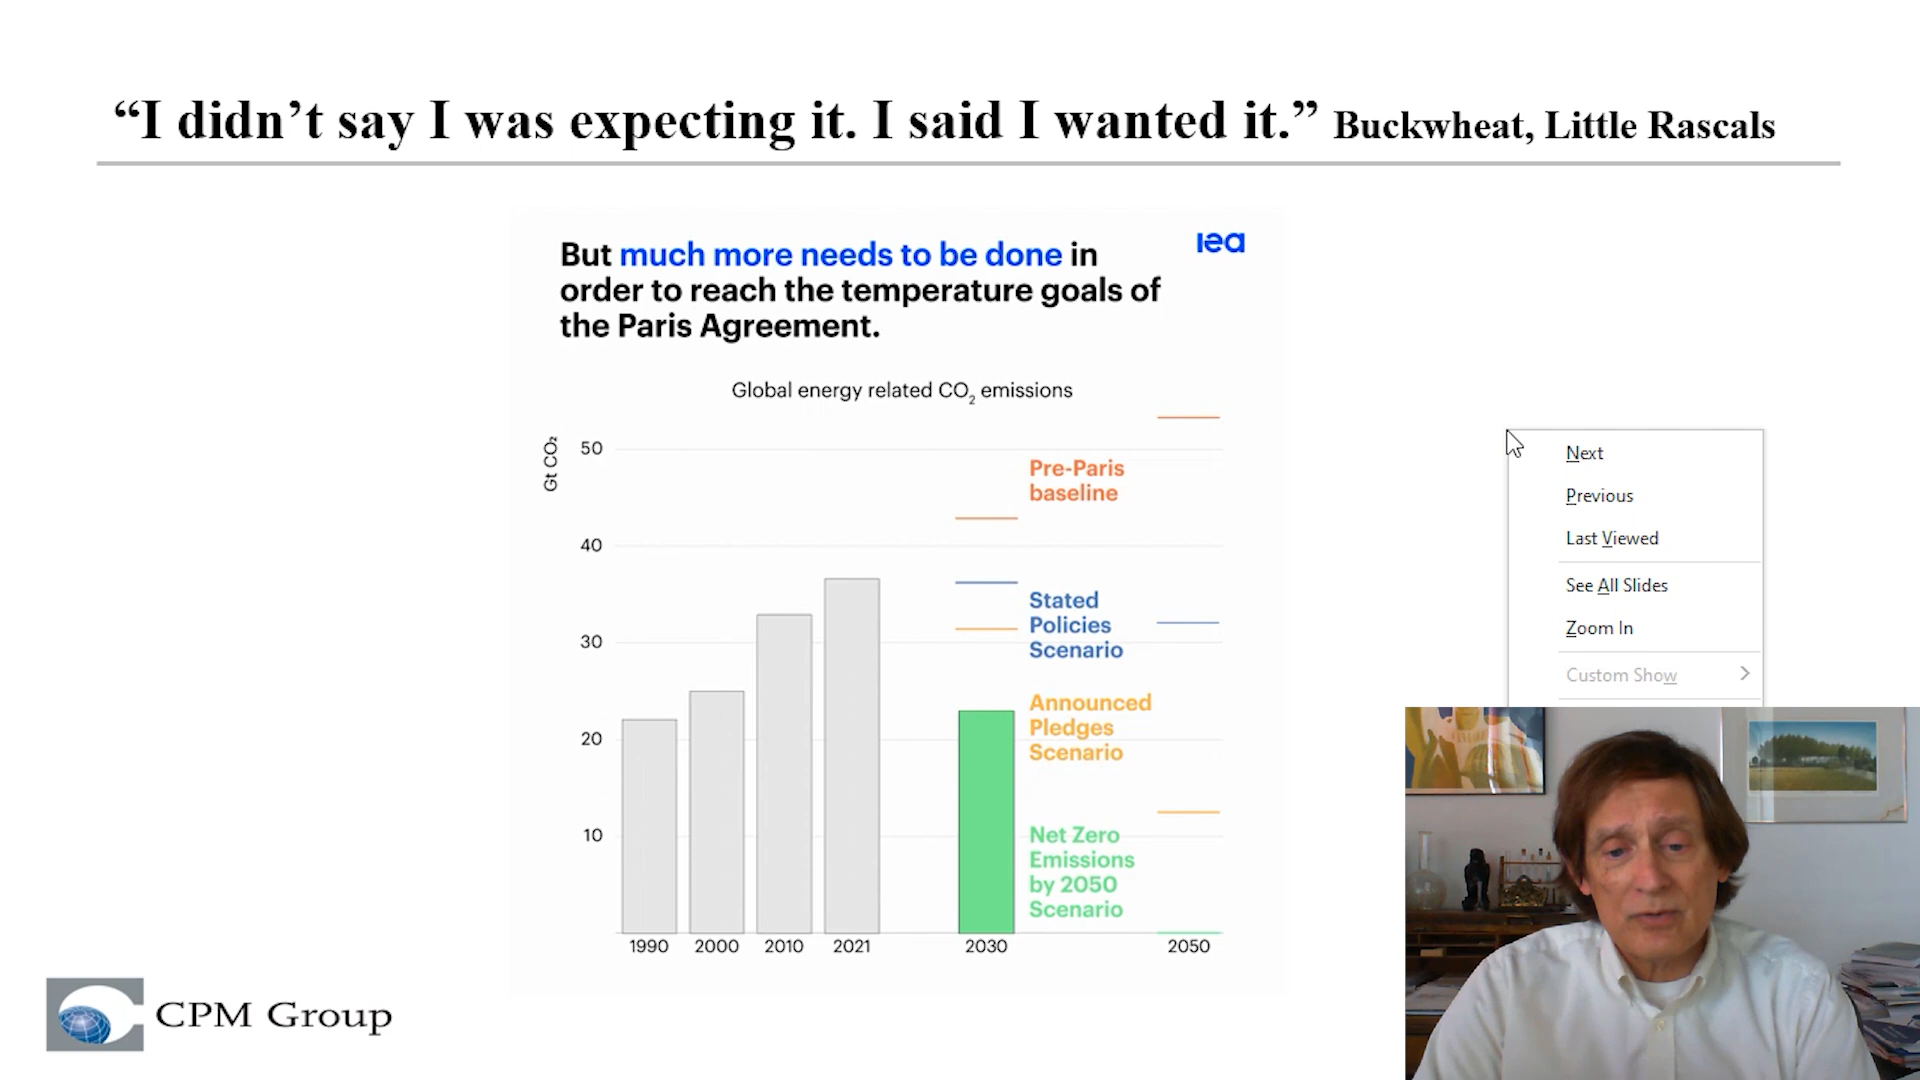 “I didn’t say I was expecting it. I said I wanted it.” Buckwheat, Little Rascals
But much more needs to be done in
order to reach the temperature goals of
the Paris Agreement.
iea
Global energy related CO₂ emissions
Gt CO₂
50
40
30
20
10
Pre-Paris
baseline
Stated
Policies
Scenario
Announced
Pledges
Scenario
Net Zero
Emissions
by 2050
Scenario
1990 2000 2010 2021 2030 2050
Next
Previous
Last Viewed
See All Slides
Zoom In
Custom Show
CPM Group